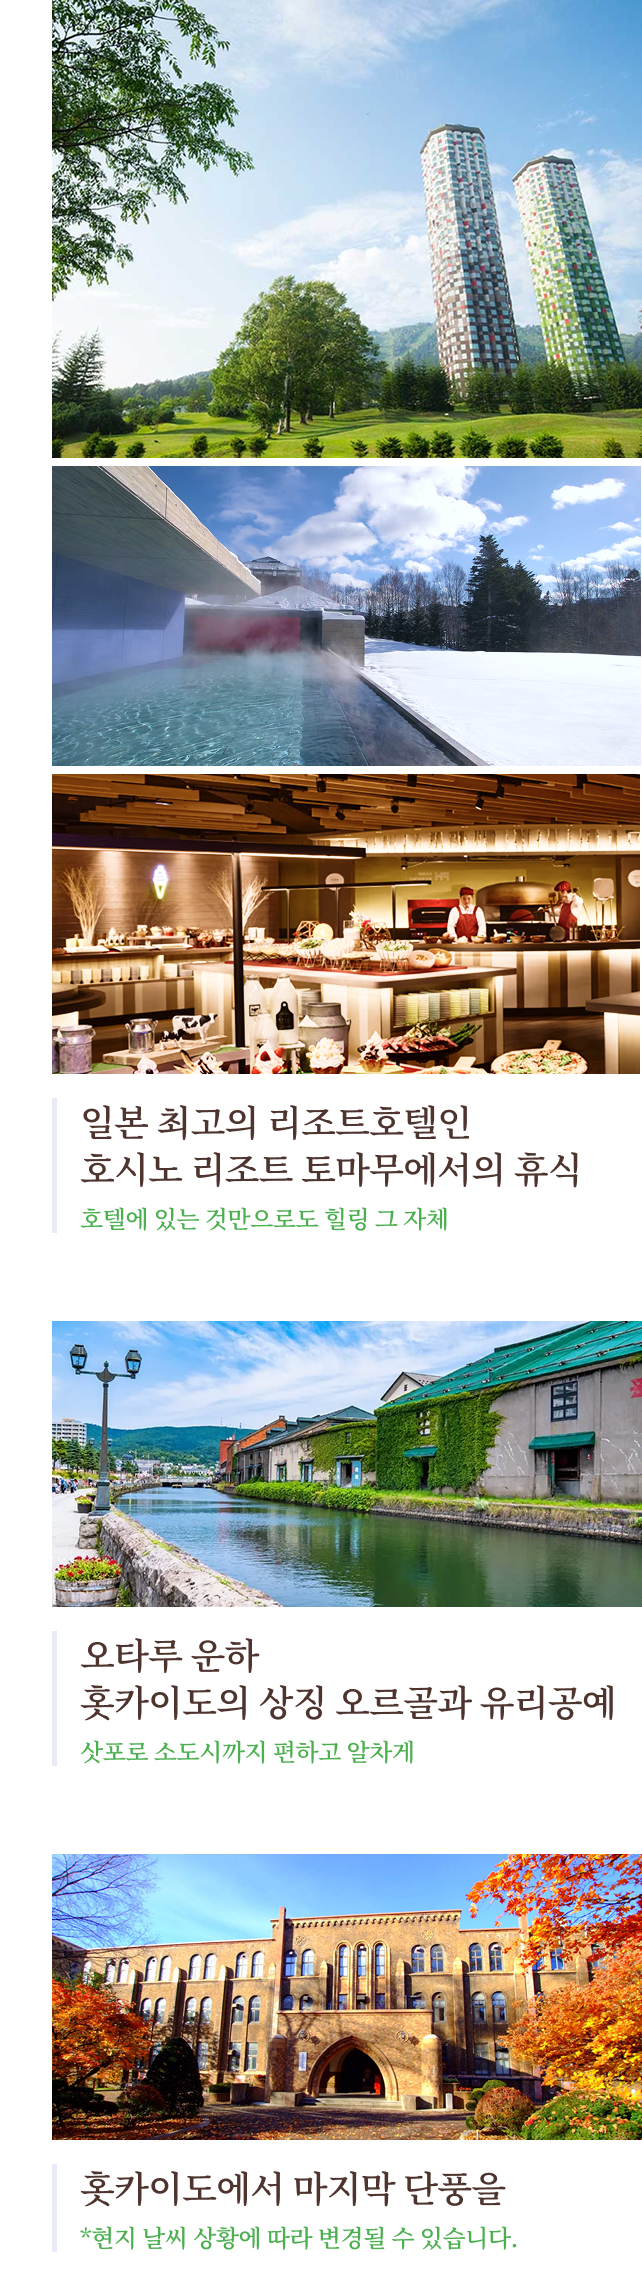 일본 최고의 리조트호텔인
호시노 리조트 토마무에서의 휴식
호텔에 있는 것만으로도 힐링 그 자체
오타루 운하
홋카이도의 상징 오르골과 유리공예
삿포로 소도시까지 편하고 알차게
홋카이도에서 마지막 단풍을
*현지 날씨 상황에 따라 변경될 수 있습니다.